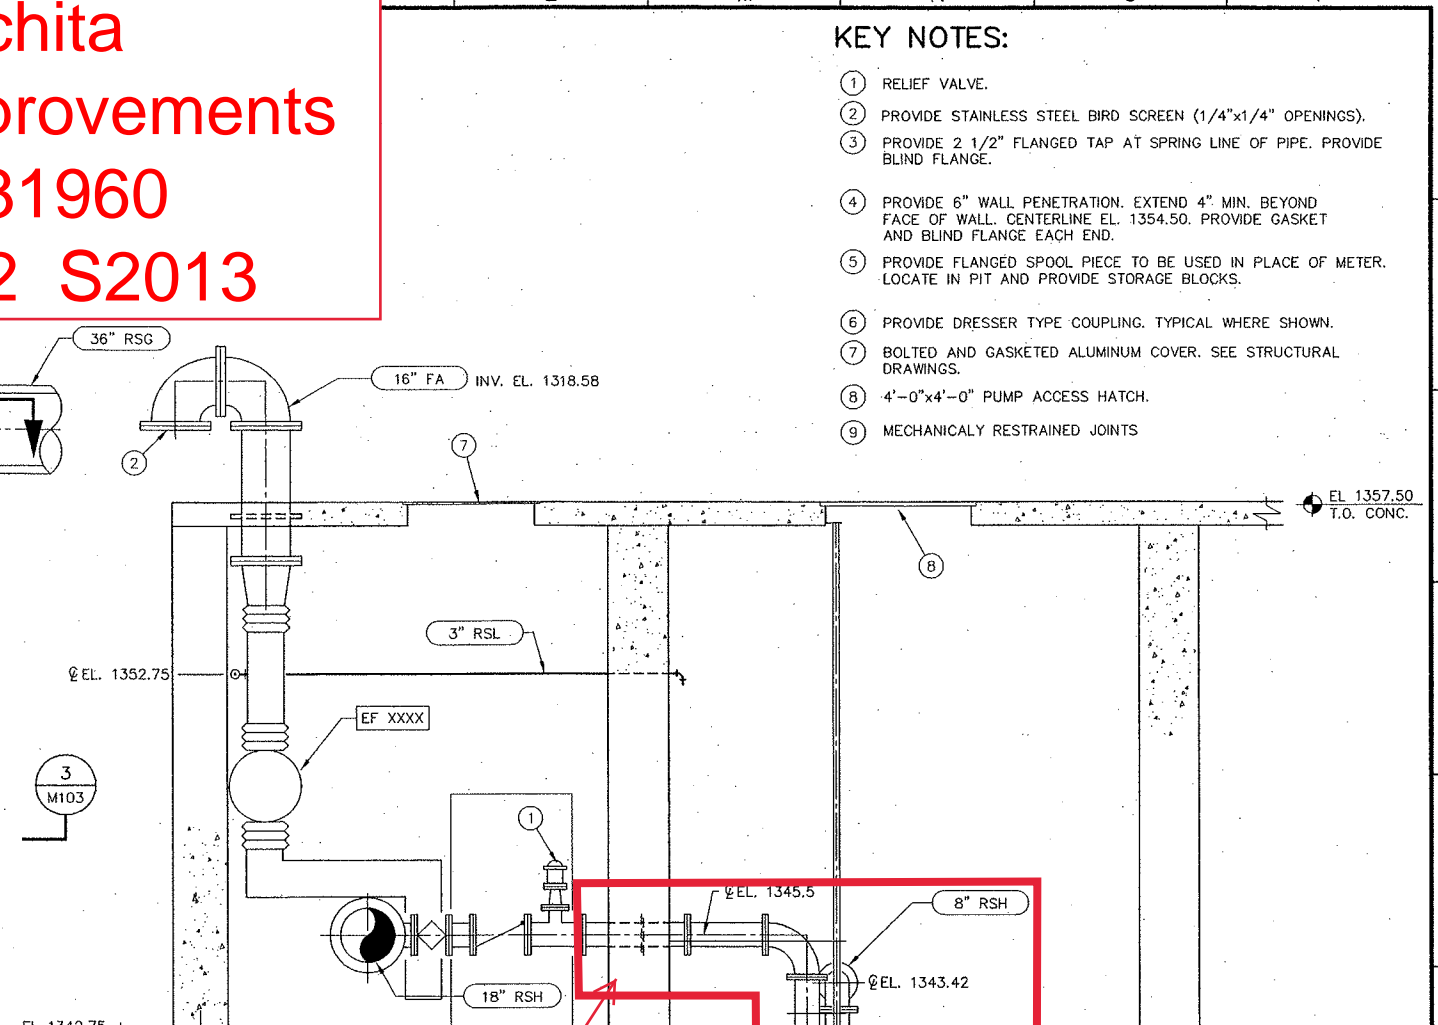 chita
provements
31960
2 S2013
KEY NOTES:
1 RELIEF VALVE.
2 PROVIDE STAINLESS STEEL BIRD SCREEN (1/4"x1/4" OPENINGS).
3 PROVIDE 2 1/2" FLANGED TAP AT SPRING LINE OF PIPE. PROVIDE
BLIND FLANGE.
4 PROVIDE 6" WALL PENETRATION. EXTEND 4" MIN. BEYOND
FACE OF WALL. CENTERLINE EL. 1354.50. PROVIDE GASKET
AND BLIND FLANGE EACH END.
5 PROVIDE FLANGED SPOOL PIECE TO BE USED IN PLACE OF METER.
LOCATE IN PIT AND PROVIDE STORAGE BLOCKS.
6 PROVIDE DRESSER TYPE COUPLING. TYPICAL WHERE SHOWN.
7 BOLTED AND GASKETED ALUMINUM COVER. SEE STRUCTURAL
DRAWINGS.
8 4'-0"x4'-0" PUMP ACCESS HATCH.
9 MECHANICALY RESTRAINED JOINTS
36" RSG
16" FA INV. EL. 1318.58
2
7
EL 1357.50
T.O. CONC.
8
3" RSL
℄ EL. 1352.75
EF XXXX
3
M103
1
℄ EL. 1345.5
8" RSH
℄ EL. 1343.42
18" RSH